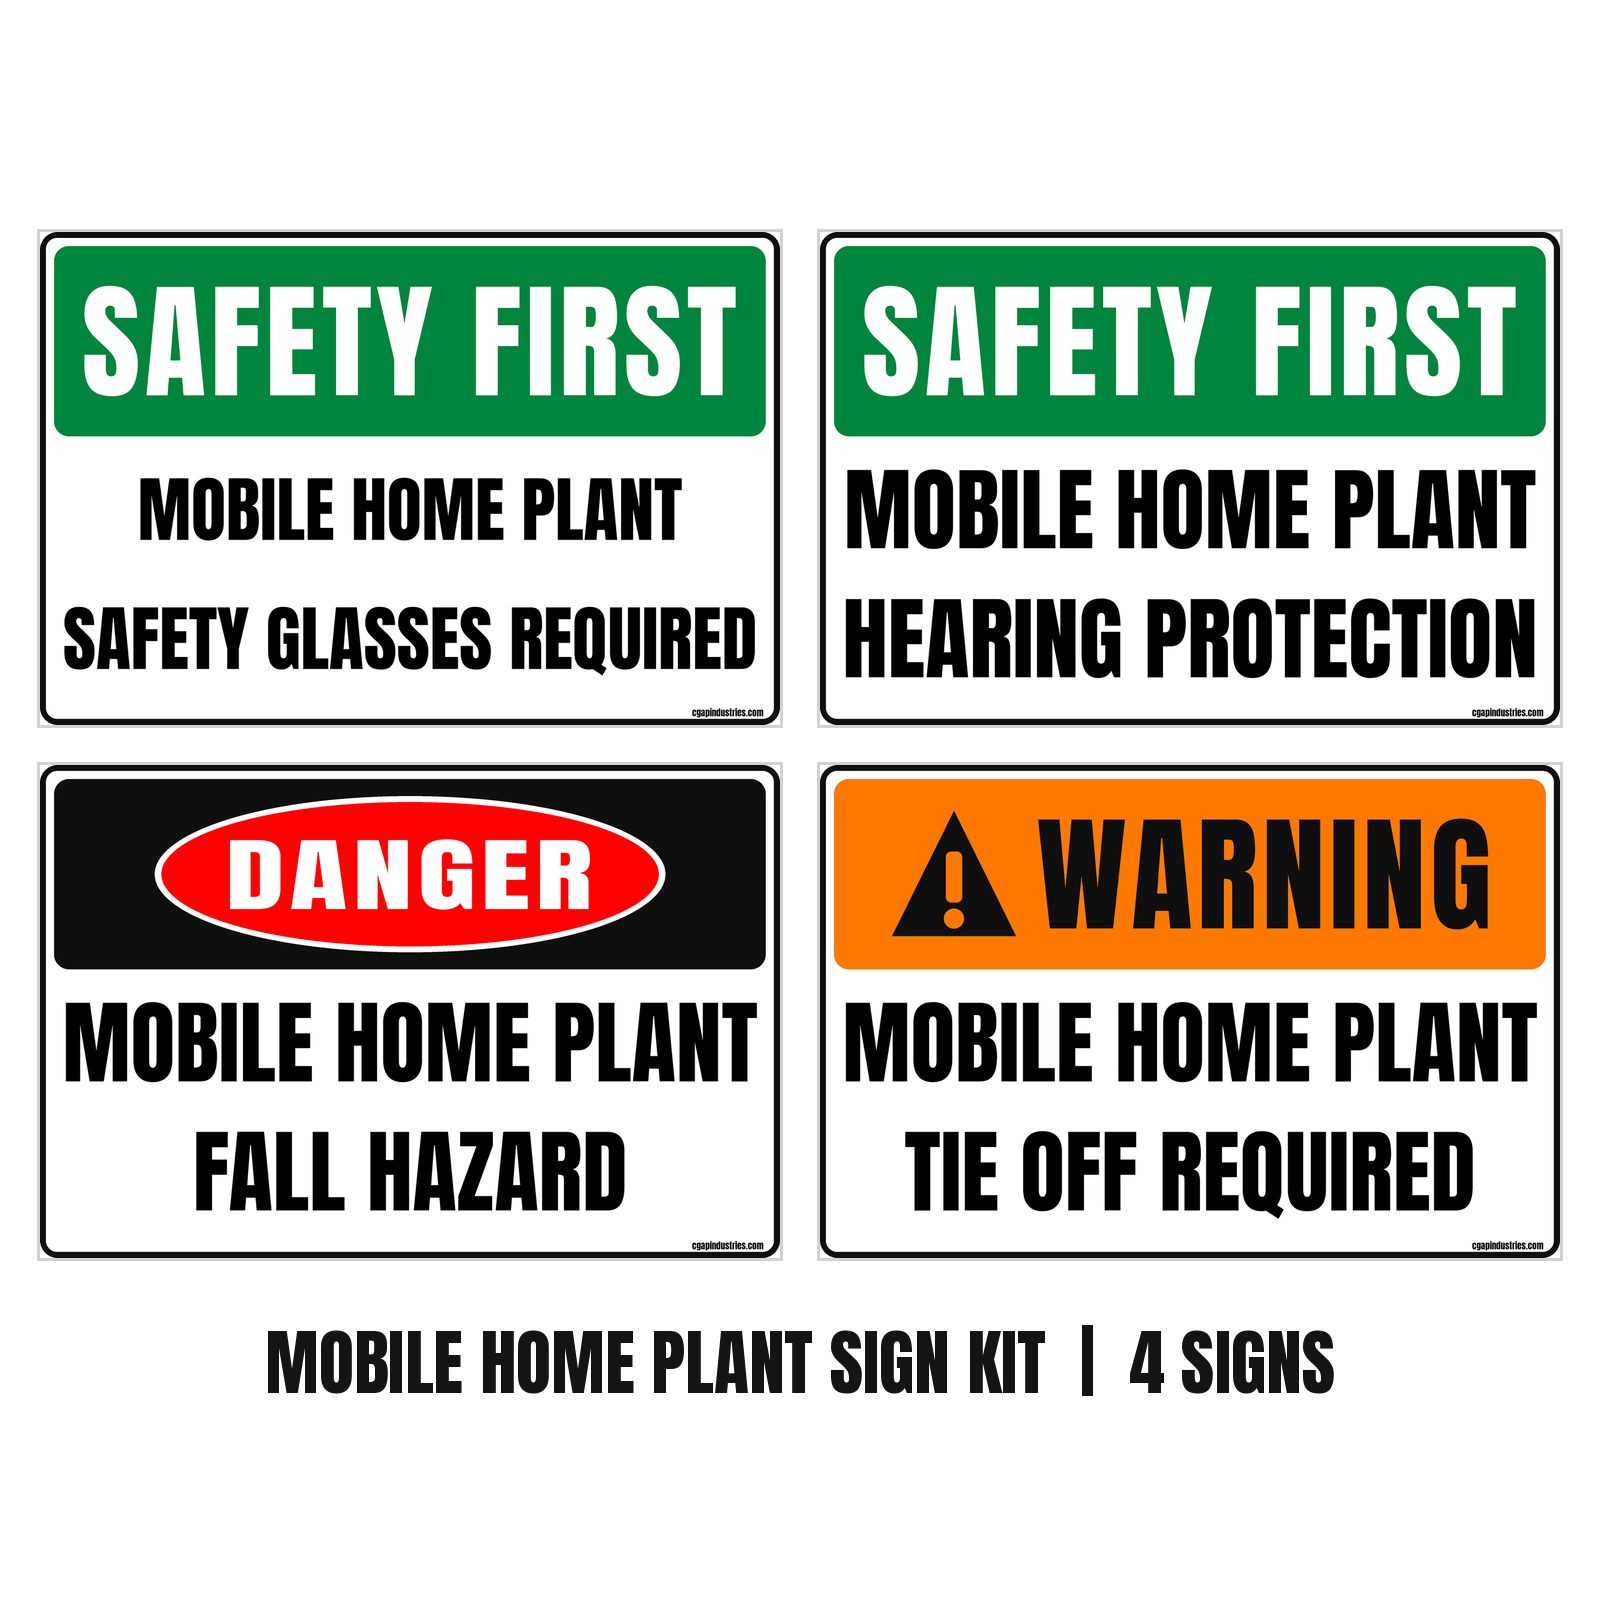 SAFETY FIRST
MOBILE HOME PLANT
SAFETY GLASSES REQUIRED
cgapindustries.com
SAFETY FIRST
MOBILE HOME PLANT
HEARING PROTECTION
cgapindustries.com
DANGER
MOBILE HOME PLANT
FALL HAZARD
cgapindustries.com
WARNING
MOBILE HOME PLANT
TIE OFF REQUIRED
cgapindustries.com
MOBILE HOME PLANT SIGN KIT | 4 SIGNS